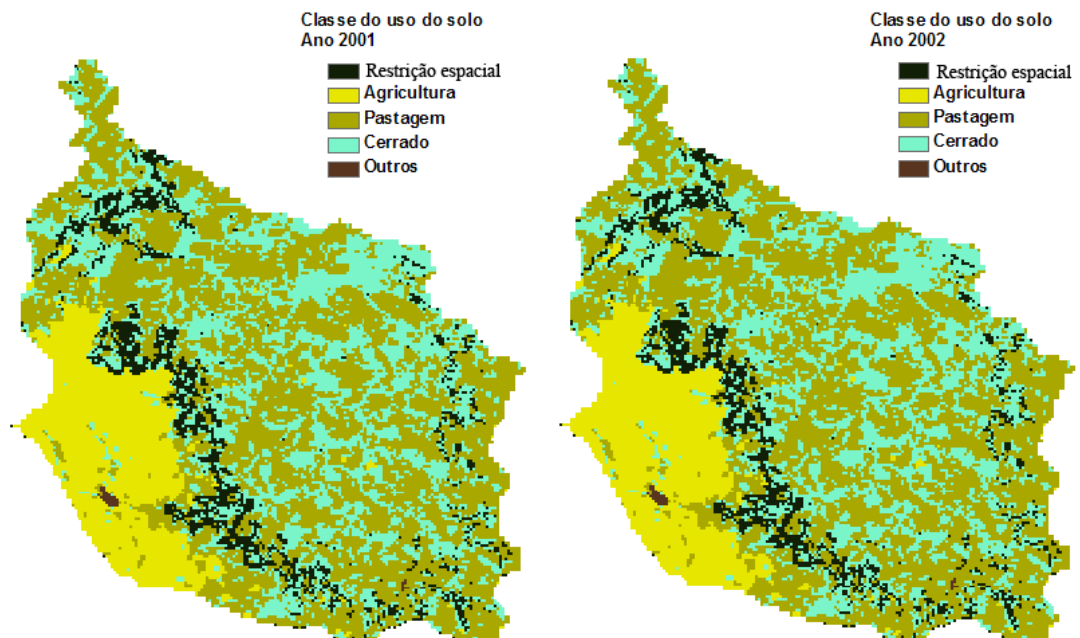 Classe do uso do solo
Ano 2001
Restrição espacial
Agricultura
Pastagem
Cerrado
Outros
Classe do uso do solo
Ano 2002
Restrição espacial
Agricultura
Pastagem
Cerrado
Outros